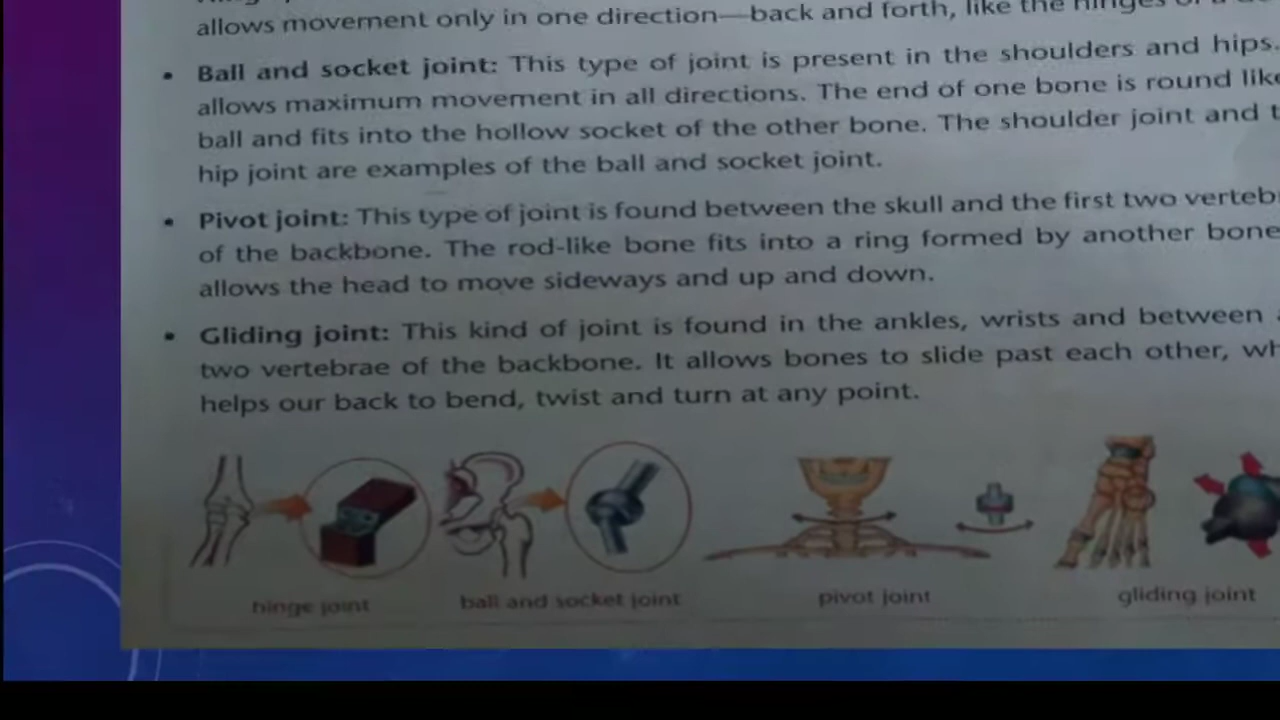 allows movement only in one direction—back and forth, like the hinges of a
• Ball and socket joint: This type of joint is present in the shoulders and hips.
allows maximum movement in all directions. The end of one bone is round like
ball and fits into the hollow socket of the other bone. The shoulder joint and
hip joint are examples of the ball and socket joint.
• Pivot joint: This type of joint is found between the skull and the first two
of the backbone. The rod-like bone fits into a ring formed by another bone
allows the head to move sideways and up and down.
• Gliding joint: This kind of joint is found in the ankles, wrists and between
two vertebrae of the backbone. It allows bones to slide past each other,
helps our back to bend, twist and turn at any point.
hinge joint ball and socket joint pivot joint gliding joint